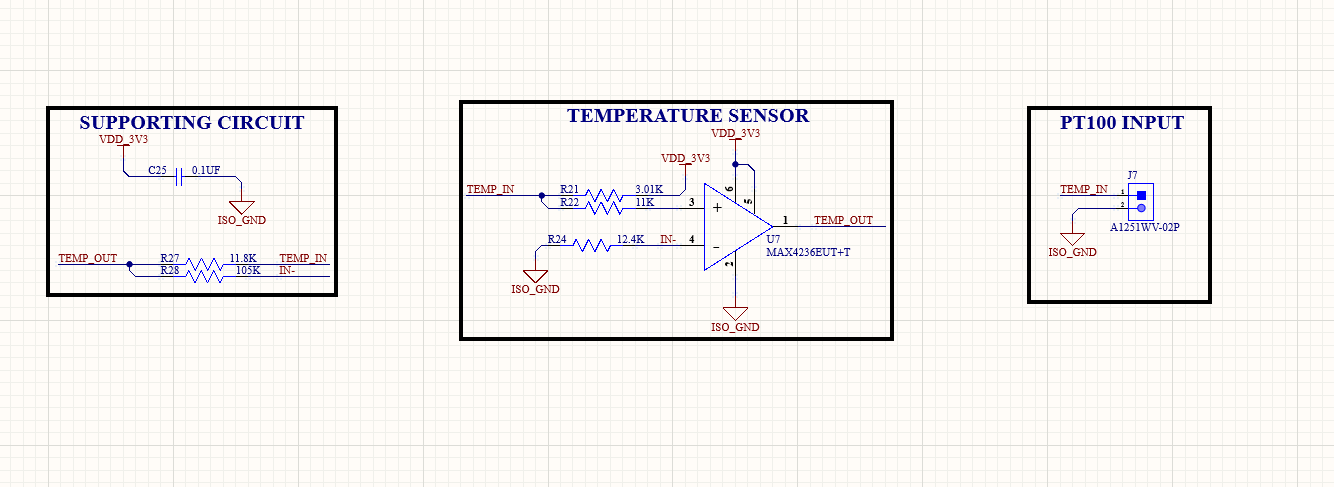 SUPPORTING CIRCUIT
VDD_3V3
C25 0.1UF
ISO_GND
TEMP_OUT R27 11.8K TEMP_IN
R28 105K IN-
TEMPERATURE SENSOR
VDD_3V3
VDD_3V3
TEMP_IN R21 3.01K
R22 11K 3
6
5
+
1 TEMP_OUT
R24 12.4K IN- 4
−
U7
MAX4236EUT+T
2
ISO_GND
ISO_GND
PT100 INPUT
J7
TEMP_IN 1
2
A1251WV-02P
ISO_GND